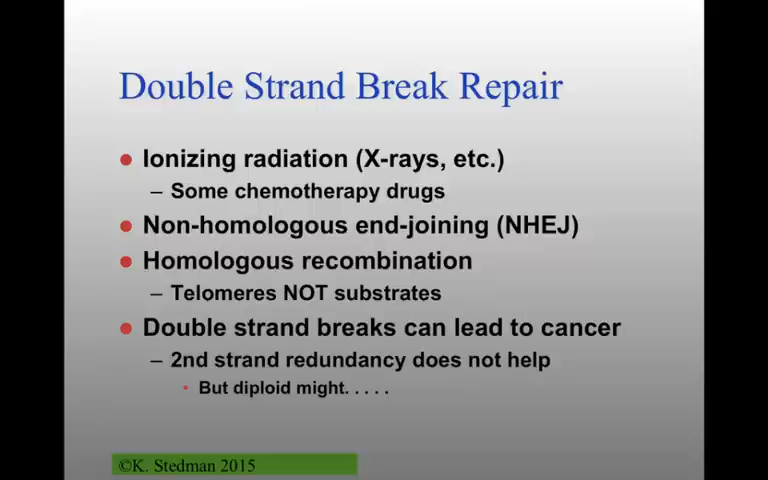 Double Strand Break Repair
● Ionizing radiation (X-rays, etc.)
– Some chemotherapy drugs
● Non-homologous end-joining (NHEJ)
● Homologous recombination
– Telomeres NOT substrates
● Double strand breaks can lead to cancer
– 2nd strand redundancy does not help
• But diploid might. . . . .
©K. Stedman 2015